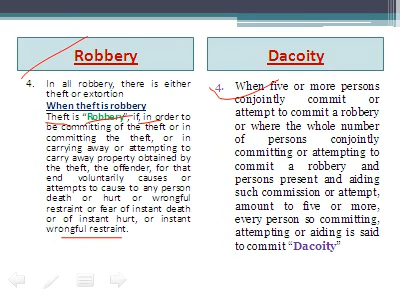 Robbery
4. In all robbery, there is either
theft or extortion
When theft is robbery
Theft is "Robbery", if, in order to
be committing of the theft or in
committing the theft, or in
carrying away or attempting to
carry away property obtained by
the theft, the offender, for that
end voluntarily causes or
attempts to cause to any person
death or hurt or wrongful
restraint or fear of instant death
or of instant hurt, or instant
wrongful restraint.
Dacoity
4. When five or more persons
conjointly commit or
attempt to commit a robbery
or where the whole number
of persons conjointly
committing or attempting to
commit a robbery and
persons present and aiding
such commission or attempt,
amount to five or more,
every person so committing,
attempting or aiding is said
to commit "Dacoity"